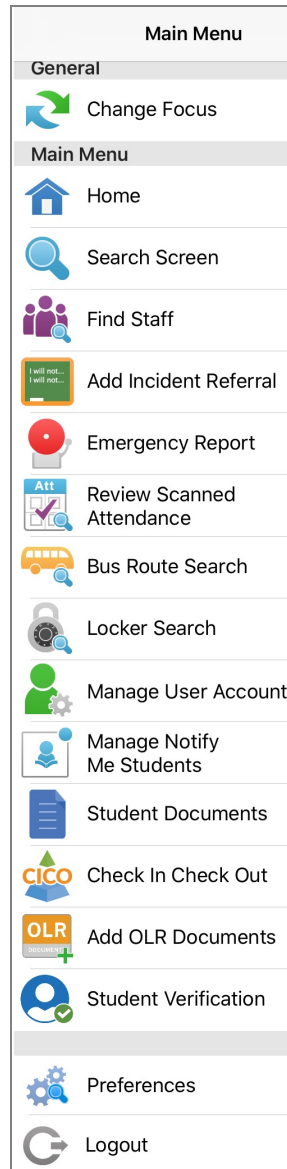 Main Menu
General
Change Focus
Main Menu
Home
Search Screen
Find Staff
I will not...
I will not...
Add Incident Referral
Emergency Report
Att
Review Scanned
Attendance
Bus Route Search
Locker Search
Manage User Account
Manage Notify
Me Students
Student Documents
CICO
Check In Check Out
OLR
DOCUMENT
Add OLR Documents
Student Verification
Preferences
Logout